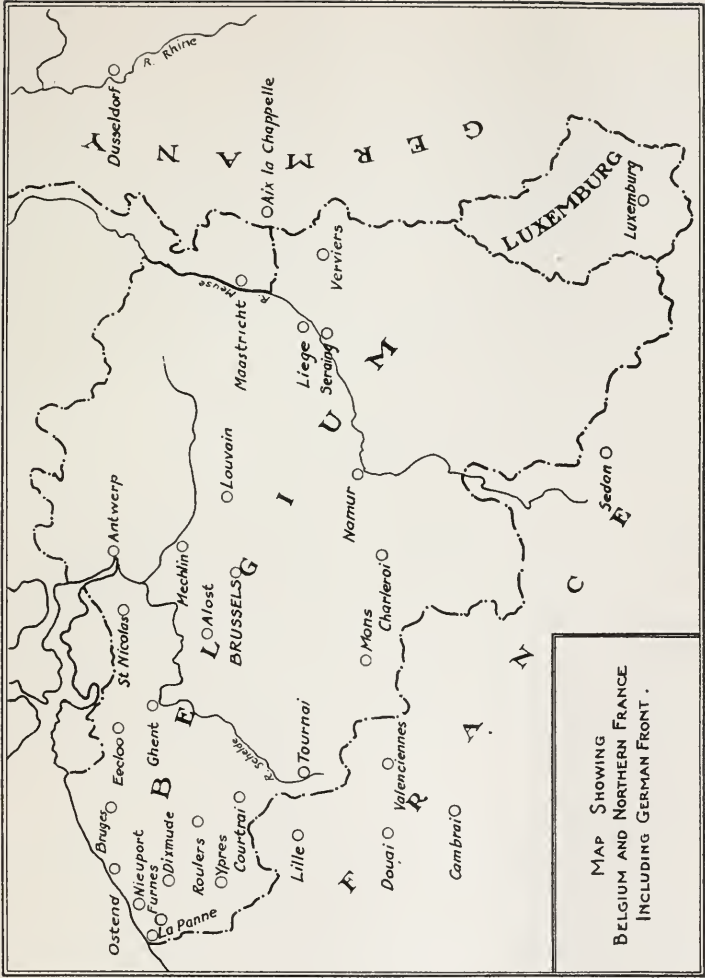 R. Rhine
Dusseldorf
GERMANY
Aix la Chappelle
LUXEMBURG
Luxemburg
Verviers
R. Meuse
Maastricht
Liege
Seraing
Louvain
Namur
Sedan
Antwerp
Mechlin
Alost
BRUSSELS
BELGIUM
Charleroi
Mons
St Nicolas
Ghent
Eecloo
R. Schelde
Tournai
Valenciennes
FRANCE
Bruges
Ostend
Nieuport
Furnes
Dixmude
La Panne
Roulers
Ypres
Courtrai
Lille
Douai
Cambrai
MAP SHOWING
BELGIUM AND NORTHERN FRANCE
INCLUDING GERMAN FRONT.